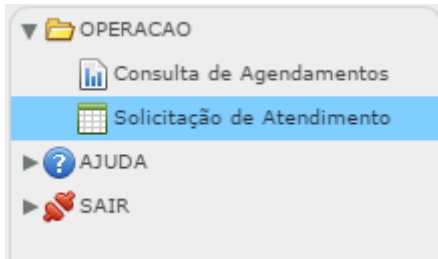 OPERACAO
Consulta de Agendamentos
Solicitação de Atendimento
AJUDA
SAIR